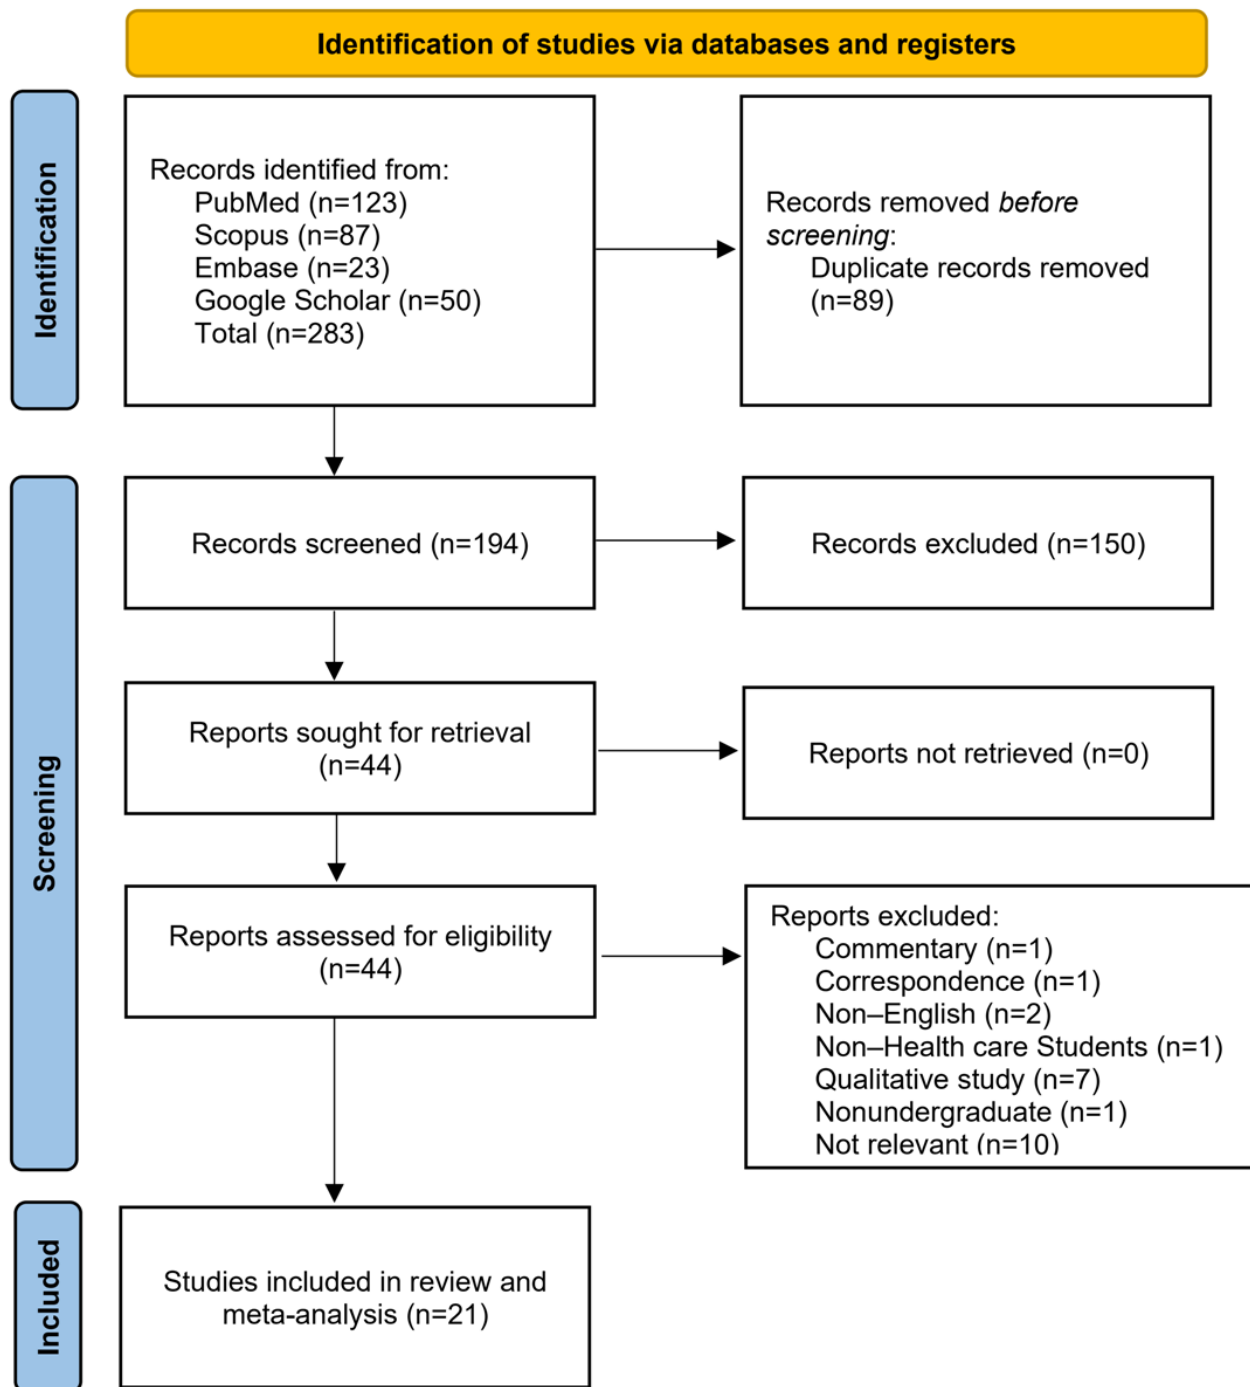 Identification of studies via databases and registers
Identification
Records identified from:
PubMed (n=123)
Scopus (n=87)
Embase (n=23)
Google Scholar (n=50)
Total (n=283)
Records removed before
screening:
Duplicate records removed
(n=89)
Screening
Records screened (n=194)
Records excluded (n=150)
Reports sought for retrieval
(n=44)
Reports not retrieved (n=0)
Reports assessed for eligibility
(n=44)
Reports excluded:
Commentary (n=1)
Correspondence (n=1)
Non–English (n=2)
Non–Health care Students (n=1)
Qualitative study (n=7)
Nonundergraduate (n=1)
Not relevant (n=10)
Included
Studies included in review and
meta-analysis (n=21)